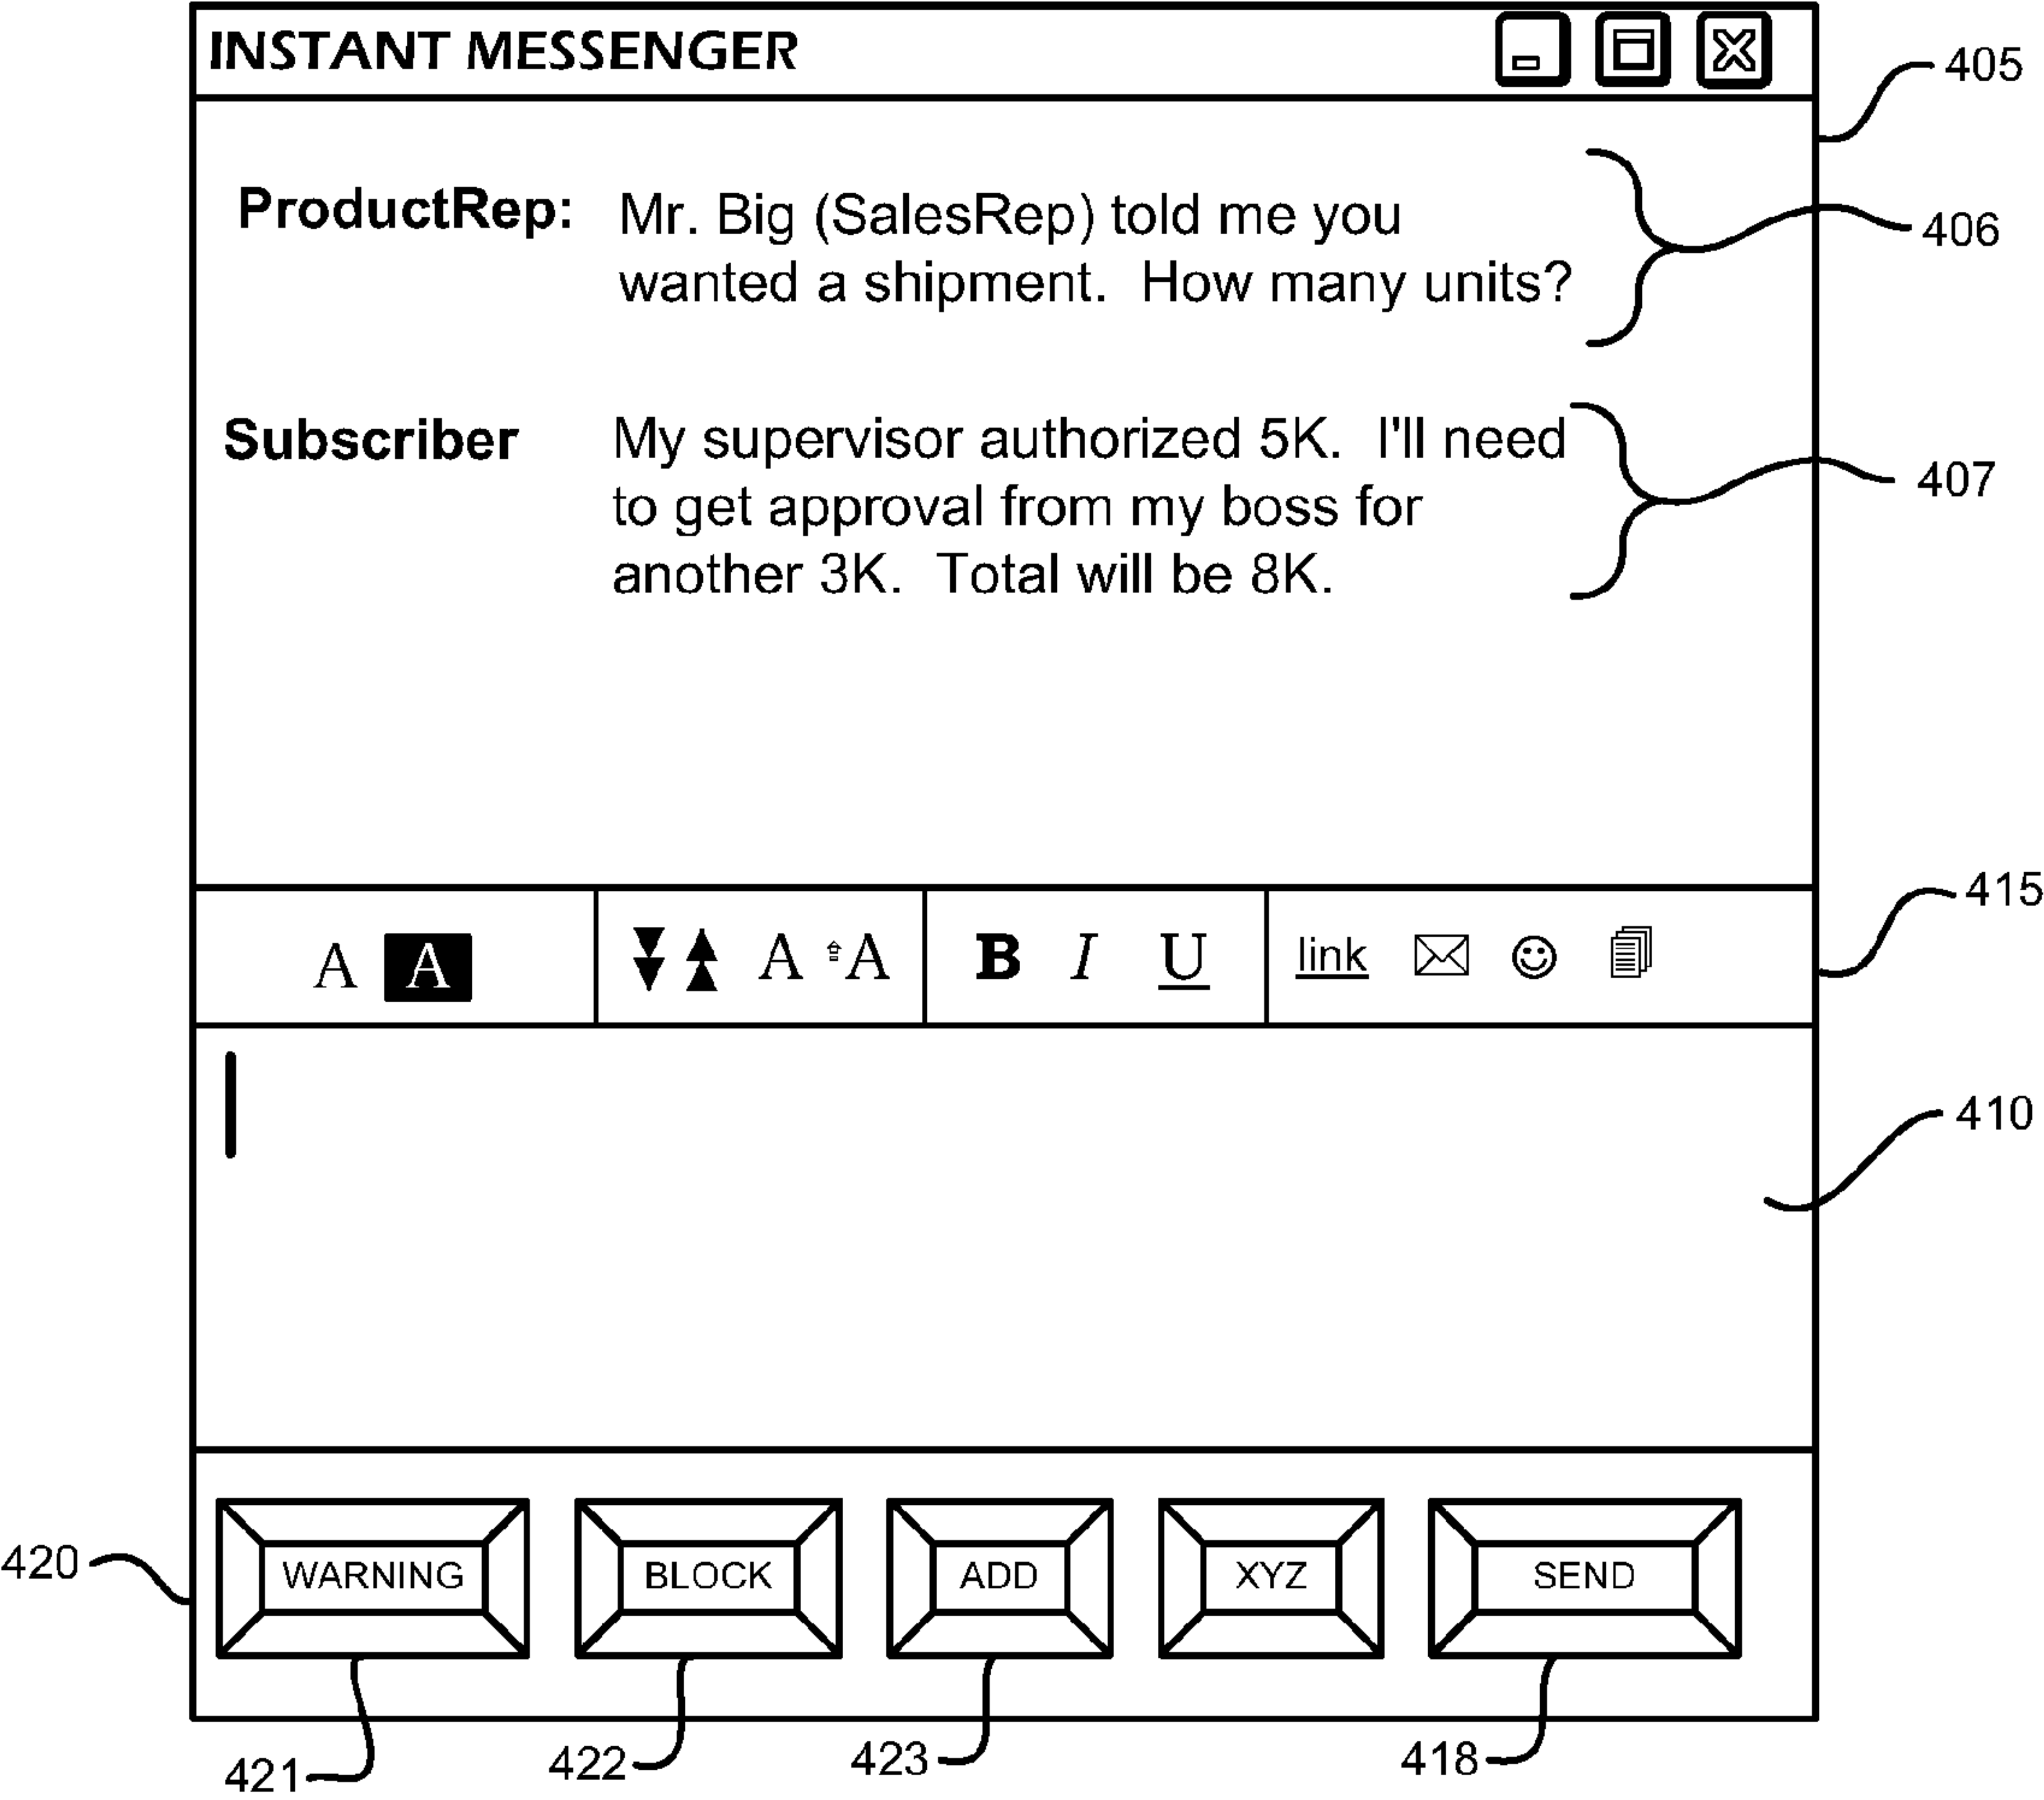 INSTANT MESSENGER
405
ProductRep: Mr. Big (SalesRep) told me you
wanted a shipment. How many units?
406
Subscriber My supervisor authorized 5K. I'll need
to get approval from my boss for
another 3K. Total will be 8K.
407
415
A A A A B I U link
410
420
WARNING BLOCK ADD XYZ SEND
421 422 423 418